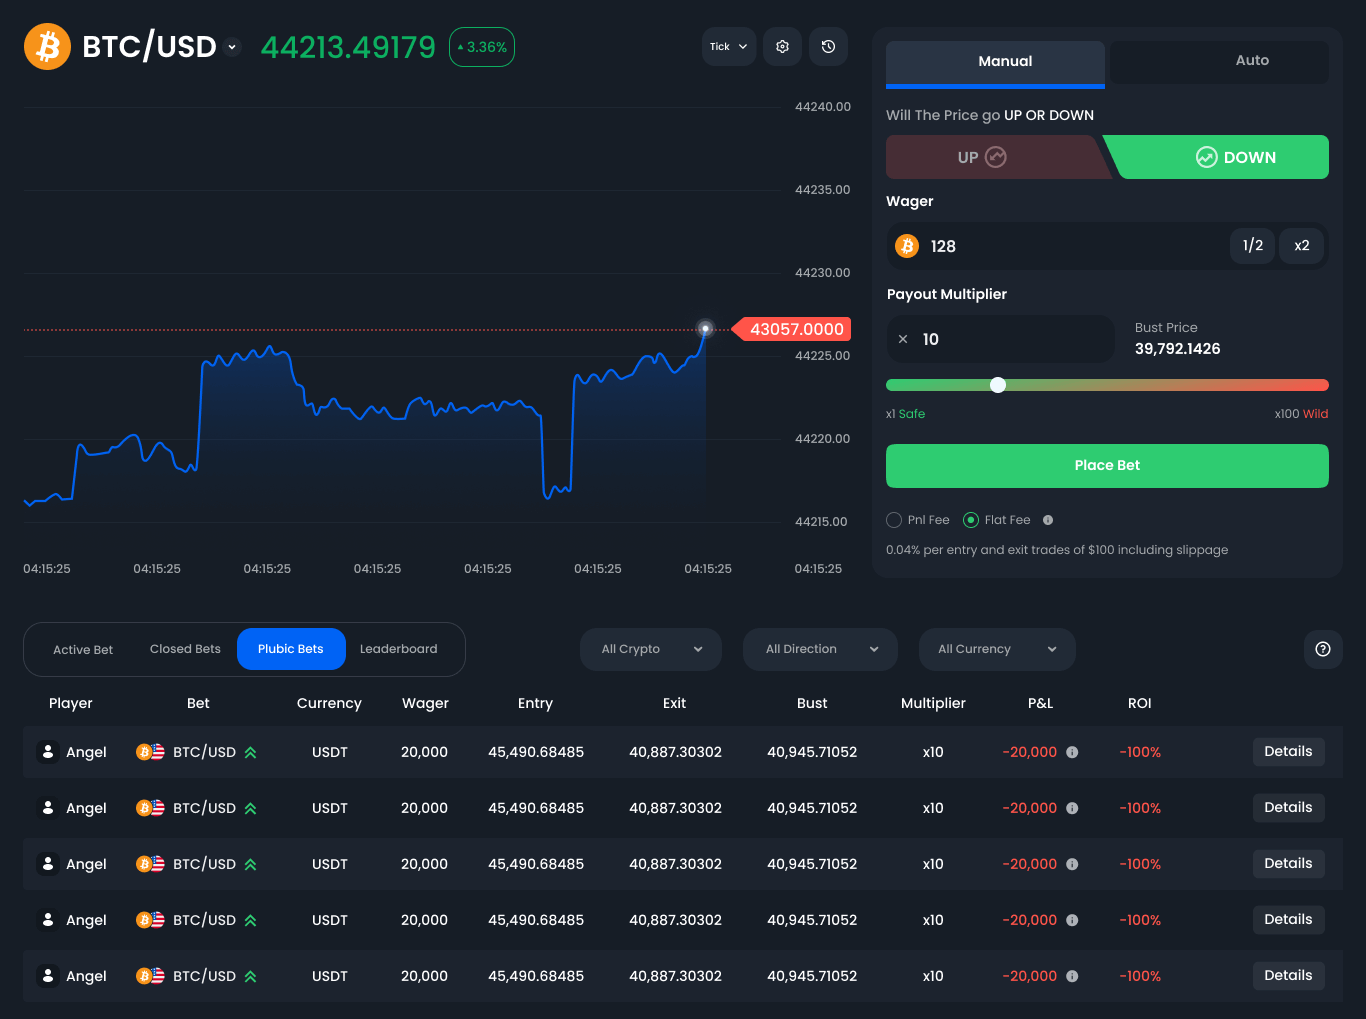 BTC/USD 44213.49179 3.36%
Tick
44240.00
44235.00
44230.00
43057.0000
44225.00
44220.00
44215.00
04:15:25 04:15:25 04:15:25 04:15:25 04:15:25 04:15:25 04:15:25 04:15:25
Manual Auto
Will The Price go UP OR DOWN
UP DOWN
Wager
128 1/2 x2
Payout Multiplier
× 10
Bust Price
39,792.1426
x1 Safe x100 Wild
Place Bet
Pnl Fee Flat Fee
0.04% per entry and exit trades of $100 including slippage
Active Bet Closed Bets Plubic Bets Leaderboard All Crypto All Direction All Currency
Player Bet Currency Wager Entry Exit Bust Multiplier P&L ROI
Angel BTC/USD USDT 20,000 45,490.68485 40,887.30302 40,945.71052 x10 -20,000 -100% Details
Angel BTC/USD USDT 20,000 45,490.68485 40,887.30302 40,945.71052 x10 -20,000 -100% Details
Angel BTC/USD USDT 20,000 45,490.68485 40,887.30302 40,945.71052 x10 -20,000 -100% Details
Angel BTC/USD USDT 20,000 45,490.68485 40,887.30302 40,945.71052 x10 -20,000 -100% Details
Angel BTC/USD USDT 20,000 45,490.68485 40,887.30302 40,945.71052 x10 -20,000 -100% Details